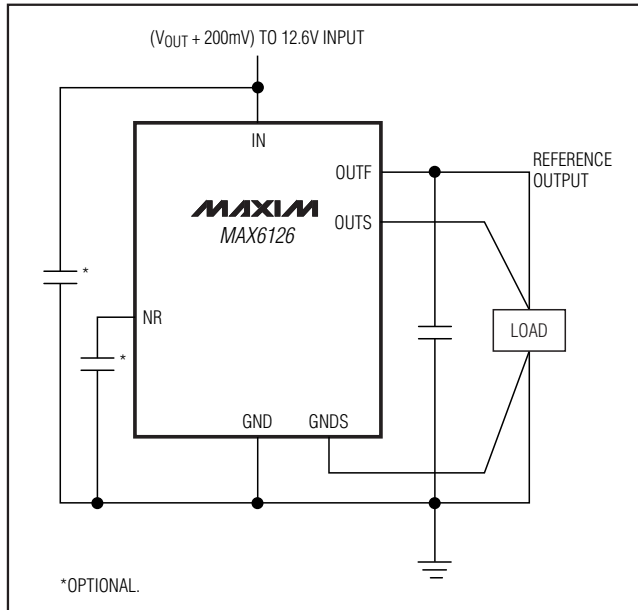 (VOUT + 200mV) TO 12.6V INPUT
IN
OUTF
REFERENCE
OUTPUT
MAXIM
MAX6126
OUTS
*
NR
LOAD
*
GND
GNDS
*OPTIONAL.